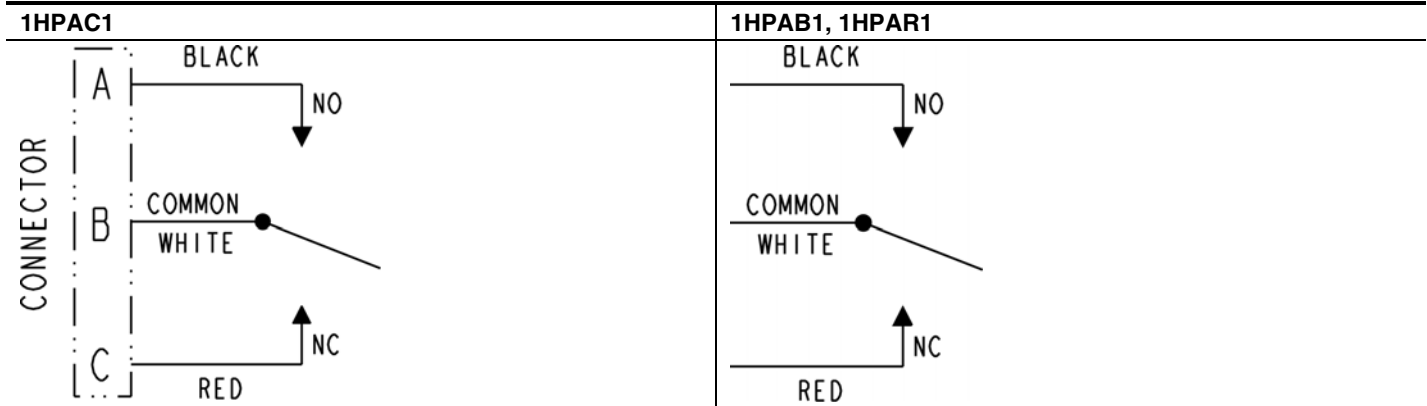 1HPAC1
BLACK
A
NO
CONNECTOR
COMMON
B
WHITE
NC
C
RED
1HPAB1, 1HPAR1
BLACK
NO
COMMON
WHITE
NC
RED